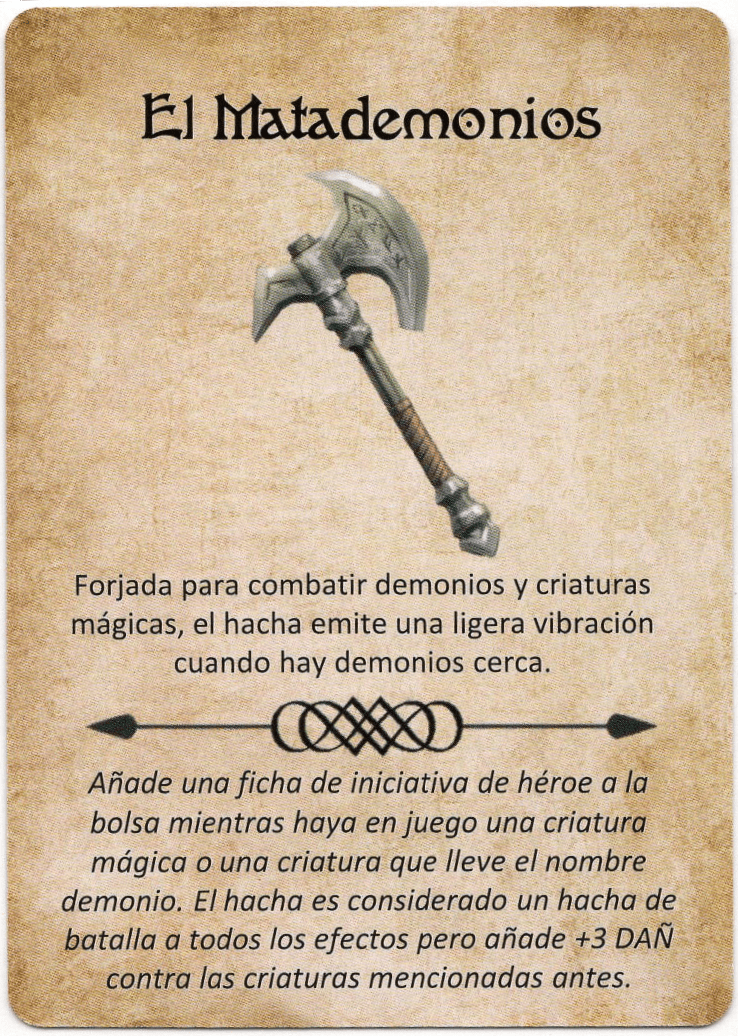 El Matademonios
Forjada para combatir demonios y criaturas
mágicas, el hacha emite una ligera vibración
cuando hay demonios cerca.
Añade una ficha de iniciativa de héroe a la
bolsa mientras haya en juego una criatura
mágica o una criatura que lleve el nombre
demonio. El hacha es considerado un hacha de
batalla a todos los efectos pero añade +3 DAÑ
contra las criaturas mencionadas antes.